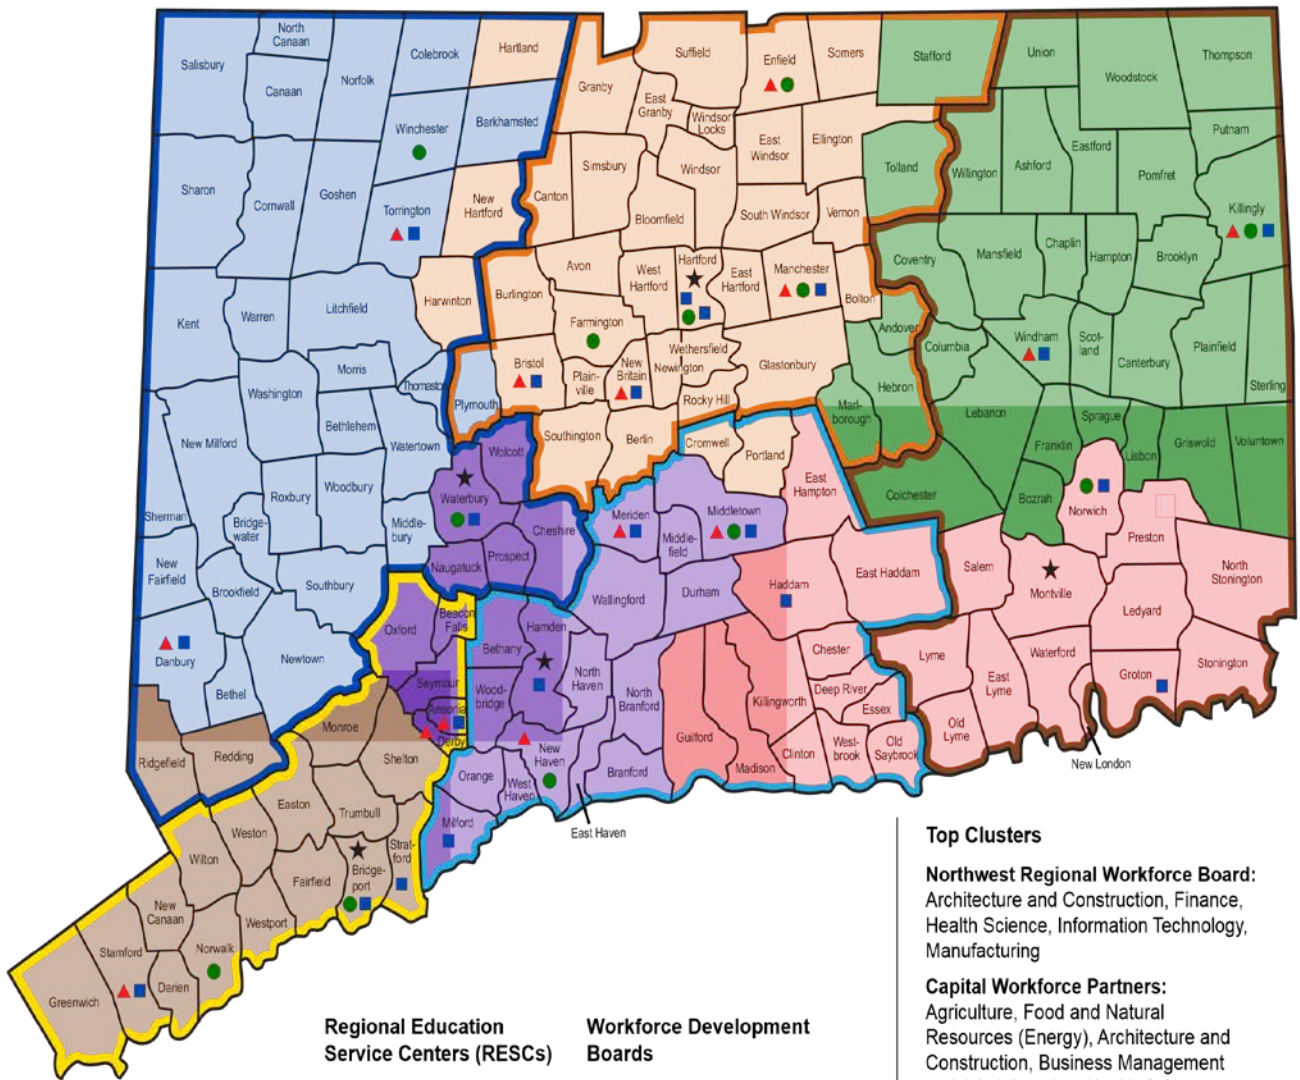 Salisbury
North
Canaan
Canaan
Norfolk
Colebrook
Hartland
Winchester
Barkhamsted
Sharon
Cornwall
Goshen
Torrington
New
Hartford
Granby
Suffield
East
Granby
Windsor
Locks
Enfield
Somers
Stafford
Union
Woodstock
Thompson
Putnam
Simsbury
Windsor
East
Windsor
Ellington
Tolland
Willington
Ashford
Eastford
Pomfret
Killingly
Canton
Bloomfield
South Windsor
Vernon
Kent
Warren
Litchfield
Harwinton
Burlington
Avon
West
Hartford
Hartford
East
Hartford
Manchester
Bolton
Coventry
Mansfield
Chaplin
Hampton
Brooklyn
Farmington
Andover
Columbia
Windham
Scot-
land
Canterbury
Plainfield
Sterling
Washington
Morris
Thomaston
Plymouth
Bristol
Plain-
ville
New
Britain
Newington
Wethersfield
Rocky Hill
Glastonbury
Hebron
Marl-
borough
Lebanon
Sprague
Franklin
Lisbon
Griswold
Voluntown
New Milford
Bethlehem
Watertown
Wolcott
Southington
Berlin
Cromwell
Portland
East
Hampton
Colchester
Bozrah
Norwich
Preston
North
Stonington
Sherman
Roxbury
Woodbury
Bridge-
water
Middle-
bury
Waterbury
Cheshire
Meriden
Middletown
Middle-
field
Naugatuck
Prospect
New
Fairfield
Brookfield
Southbury
Wallingford
Durham
Haddam
East Haddam
Salem
Montville
Ledyard
Oxford
Beacon
Falls
Hamden
Bethany
Danbury
Newtown
Bethel
Seymour
Wood-
bridge
North
Haven
North
Branford
Killingworth
Chester
Deep River
Essex
Lyme
East
Lyme
Waterford
Groton
Stonington
Ansonia
Derby
Ridgefield
Redding
Monroe
Shelton
Orange
West
Haven
New
Haven
Branford
Guilford
Madison
Clinton
West-
brook
Old
Saybrook
Old
Lyme
New London
East Haven
Easton
Trumbull
Weston
Wilton
Milford
Strat-
ford
Bridge-
port
Fairfield
New
Canaan
Westport
Norwalk
Stamford
Darien
Greenwich
Regional Education
Service Centers (RESCs)
Workforce Development
Boards
Top Clusters
Northwest Regional Workforce Board:
Architecture and Construction, Finance,
Health Science, Information Technology,
Manufacturing
Capital Workforce Partners:
Agriculture, Food and Natural
Resources (Energy), Architecture and
Construction, Business Management